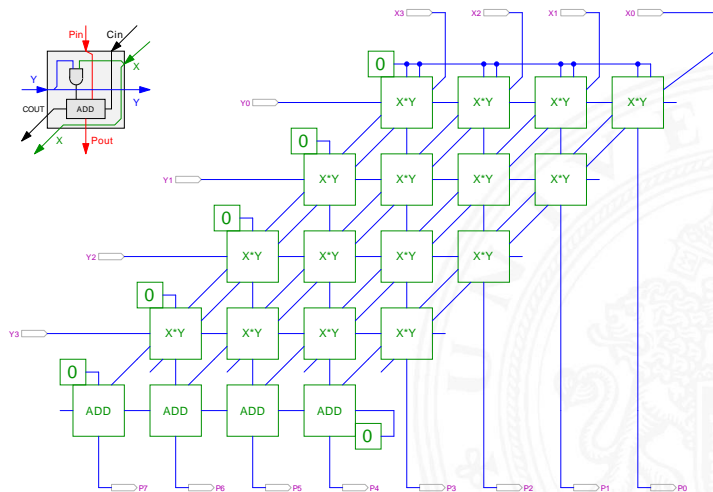 X3 X2 X1 X0
Pin Cin
X
Y Y
COUT ADD
X Pout
0
Y0 X*Y X*Y X*Y X*Y
0
Y1 X*Y X*Y X*Y X*Y
0
Y2 X*Y X*Y X*Y X*Y
0
Y3 X*Y X*Y X*Y X*Y
0
ADD ADD ADD ADD
0
P7 P6 P5 P4 P3 P2 P1 P0